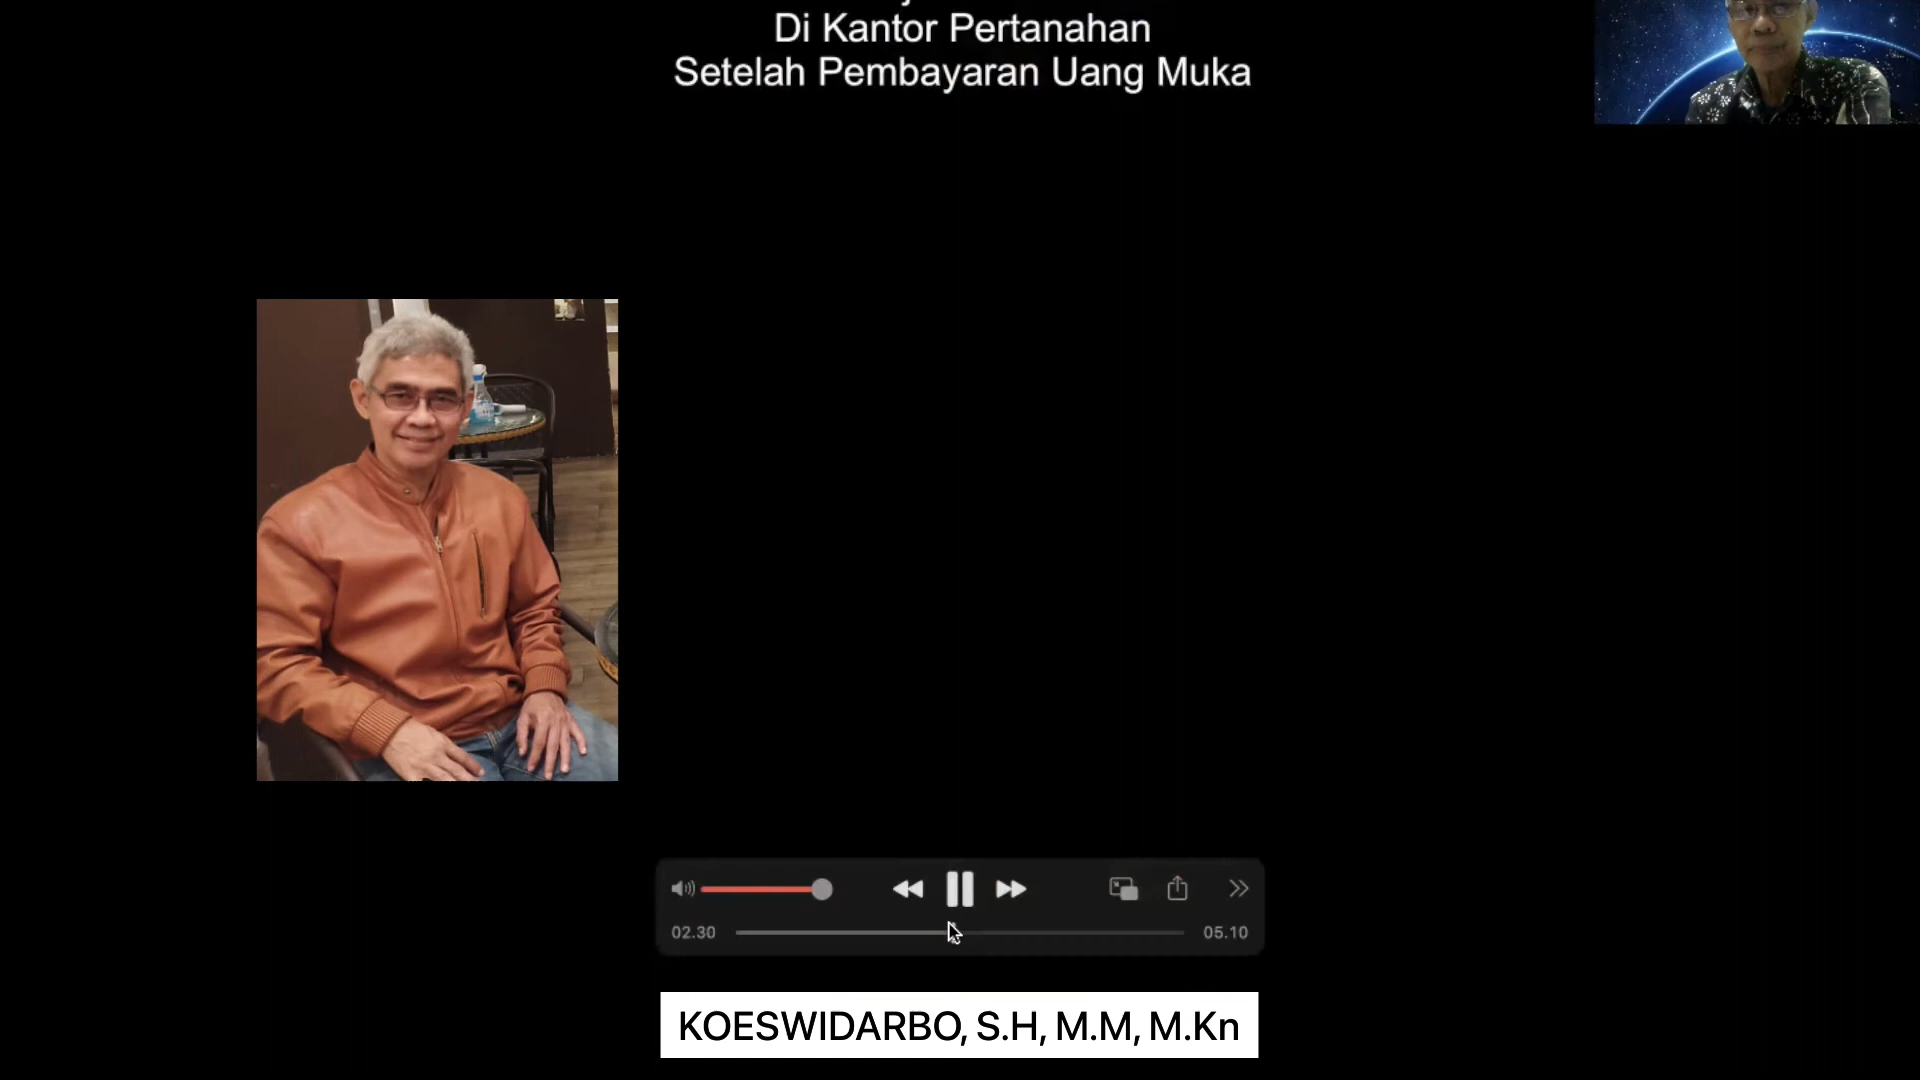 Di Kantor Pertanahan
Setelah Pembayaran Uang Muka
02.30
05.10
KOESWIDARBO, S.H, M.M, M.Kn